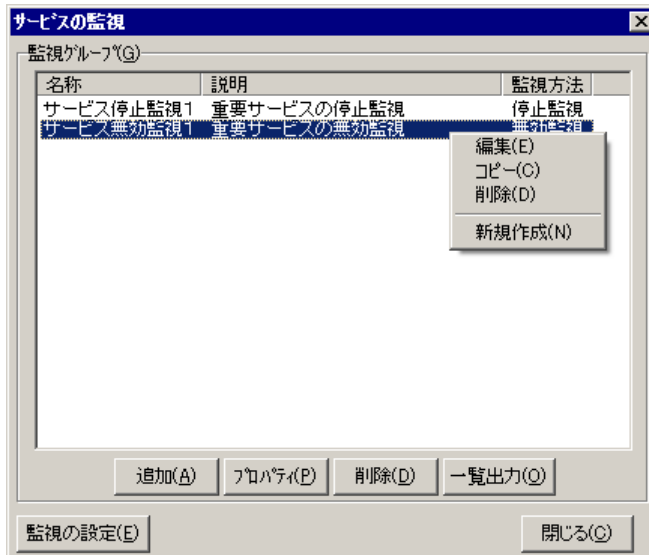 ｻｰﾋﾞｽの監視
監視ｸﾞﾙｰﾌﾟ(G)
名称 説明 監視方法
サービス停止監視1 重要サービスの停止監視 停止監視
サービス無効監視1 重要サービスの無効監視 無効監視
編集(E)
コピー(C)
削除(D)
新規作成(N)
追加(A) ﾌﾟﾛﾊﾟﾃｨ(P) 削除(D) 一覧出力(O)
監視の設定(E) 閉じる(C)